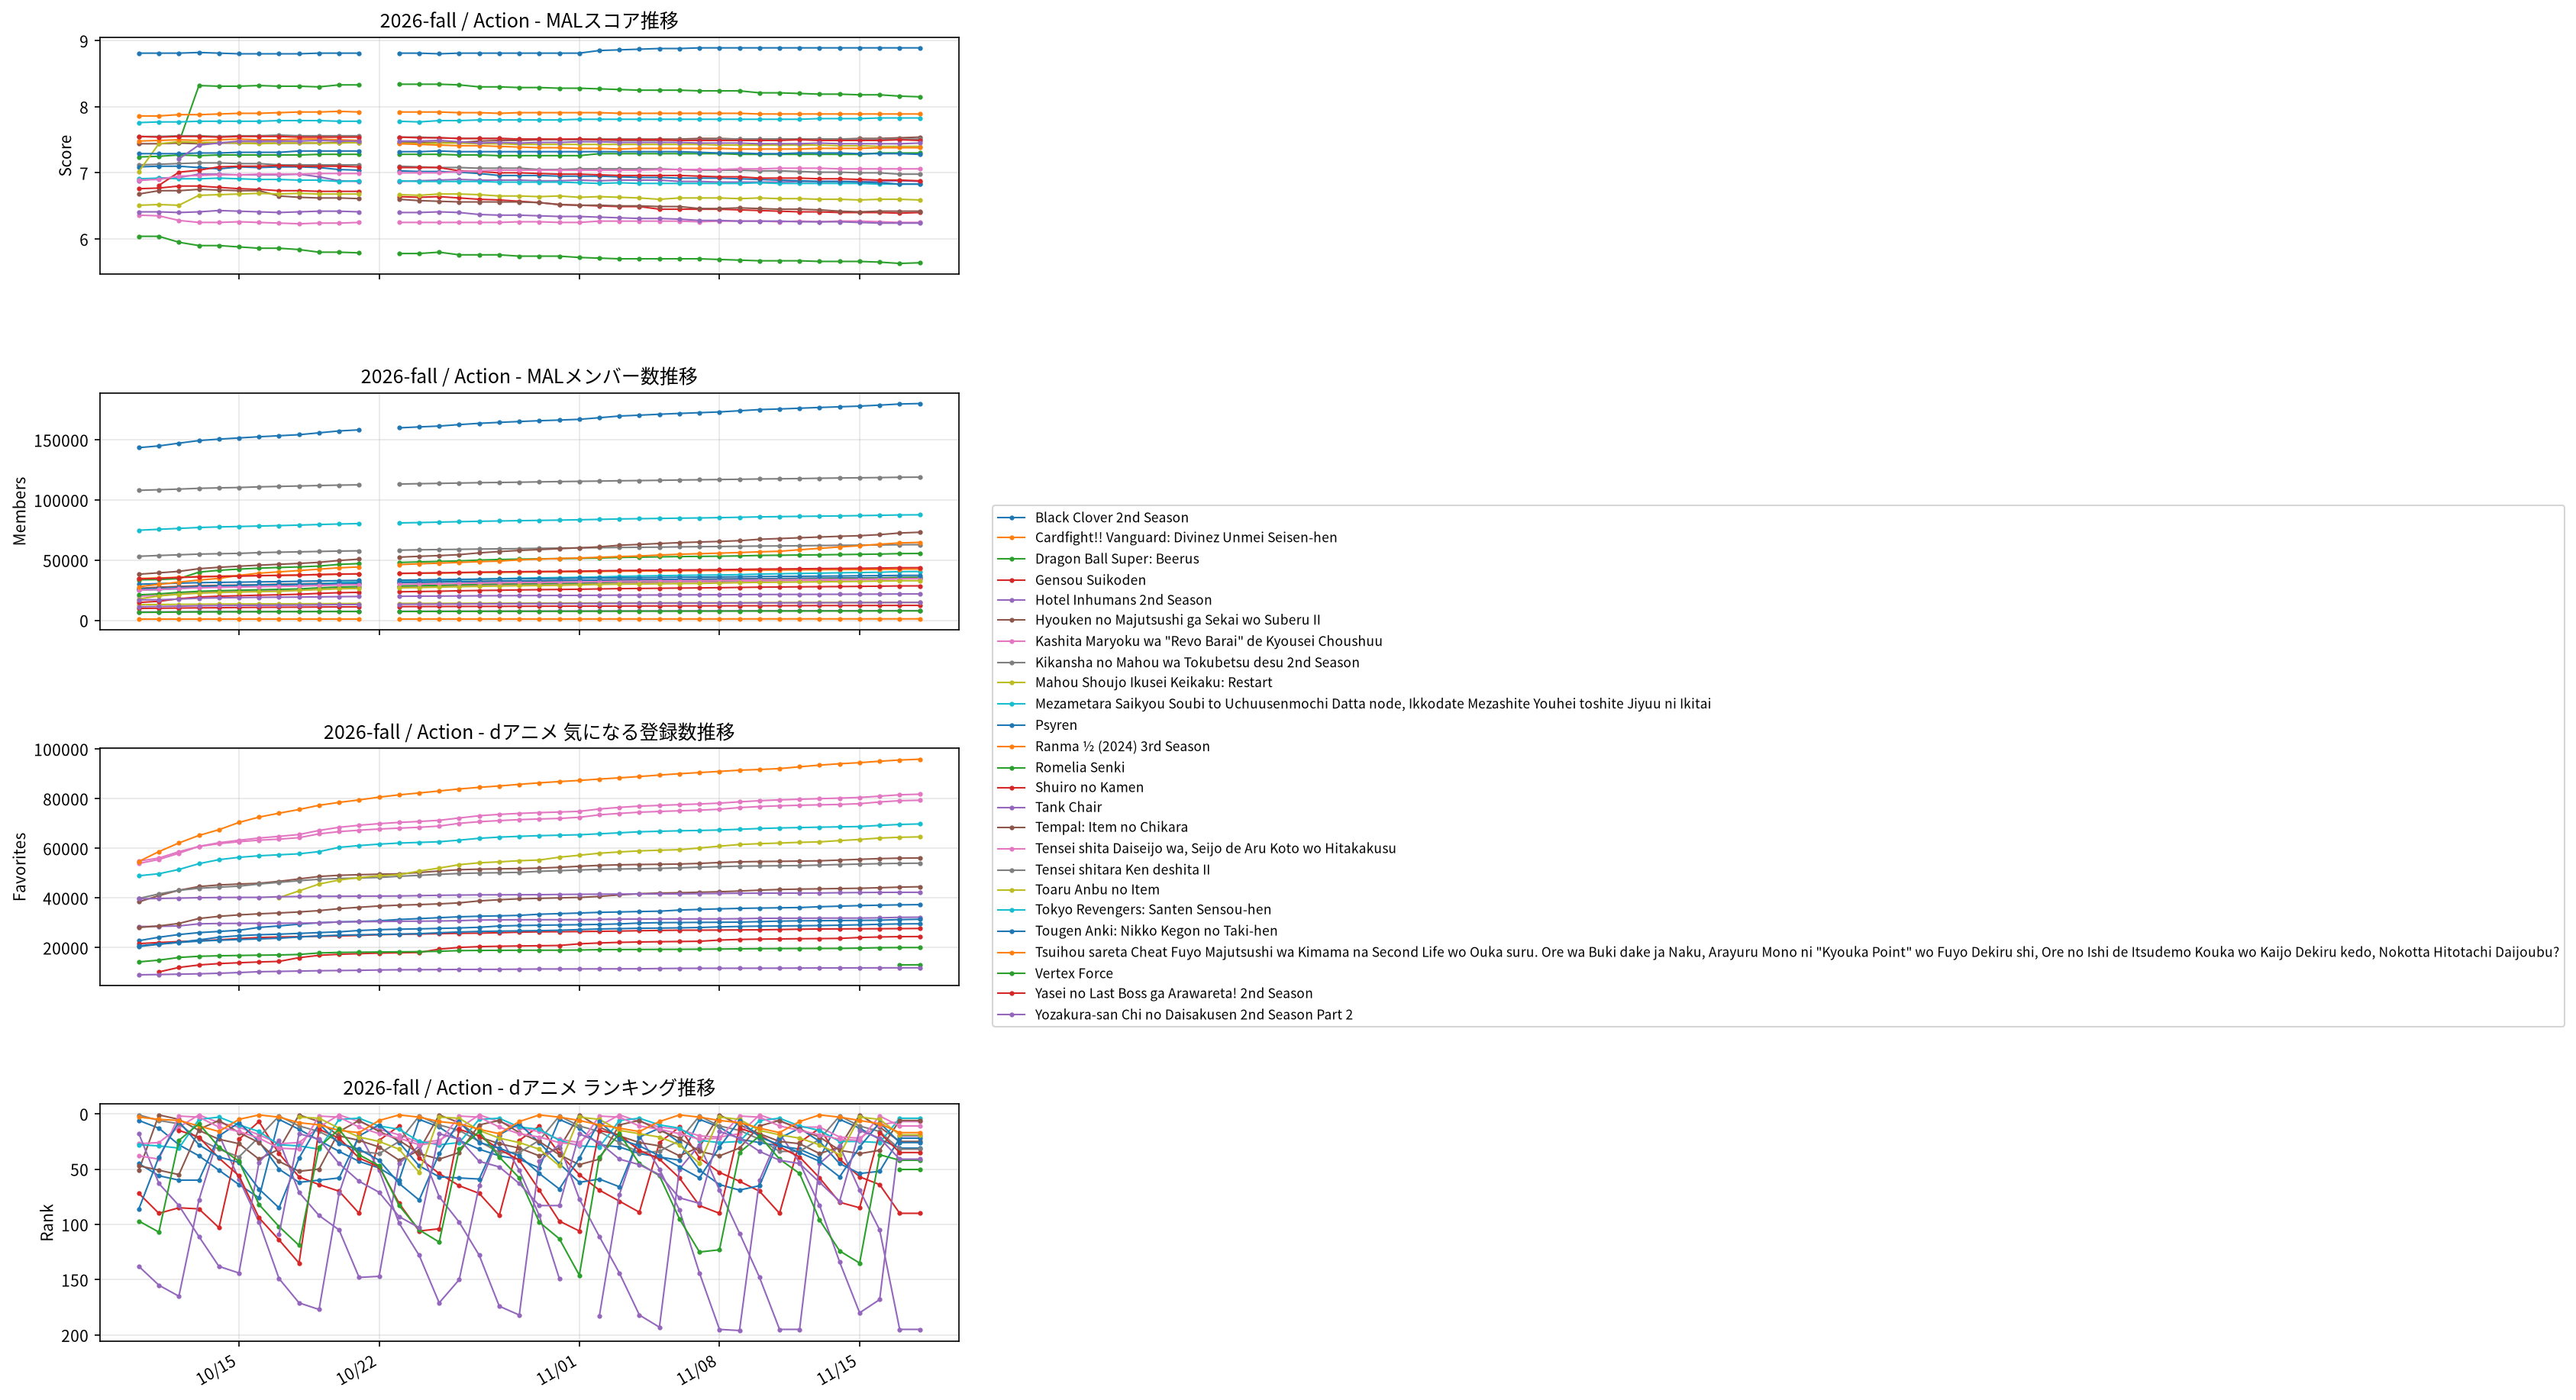 2026-fall / Action - MALスコア推移
9
8
7
6
Score
2026-fall / Action - MALメンバー数推移
150000
100000
50000
0
Members
2026-fall / Action - dアニメ 気になる登録数推移
100000
80000
60000
40000
20000
Favorites
2026-fall / Action - dアニメ ランキング推移
0
50
100
150
200
Rank
10/15
10/22
11/01
11/08
11/15
Black Clover 2nd Season
Cardfight!! Vanguard: Divinez Unmei Seisen-hen
Dragon Ball Super: Beerus
Gensou Suikoden
Hotel Inhumans 2nd Season
Hyouken no Majutsushi ga Sekai wo Suberu II
Kashita Maryoku wa "Revo Barai" de Kyousei Choushuu
Kikansha no Mahou wa Tokubetsu desu 2nd Season
Mahou Shoujo Ikusei Keikaku: Restart
Mezametara Saikyou Soubi to Uchuusenmochi Datta node, Ikkodate Mezashite Youhei toshite Jiyuu ni Ikitai
Psyren
Ranma ½ (2024) 3rd Season
Romelia Senki
Shuiro no Kamen
Tank Chair
Tempal: Item no Chikara
Tensei shita Daiseijo wa, Seijo de Aru Koto wo Hitakakusu
Tensei shitara Ken deshita II
Toaru Anbu no Item
Tokyo Revengers: Santen Sensou-hen
Tougen Anki: Nikko Kegon no Taki-hen
Tsuihou sareta Cheat Fuyo Majutsushi wa Kimama na Second Life wo Ouka suru. Ore wa Buki dake ja Naku, Arayuru Mono ni "Kyouka Point" wo Fuyo Dekiru shi, Ore no Ishi de Itsudemo Kouka wo Kaijo Dekiru kedo, Nokotta Hitotachi Daijoubu?
Vertex Force
Yasei no Last Boss ga Arawareta! 2nd Season
Yozakura-san Chi no Daisakusen 2nd Season Part 2